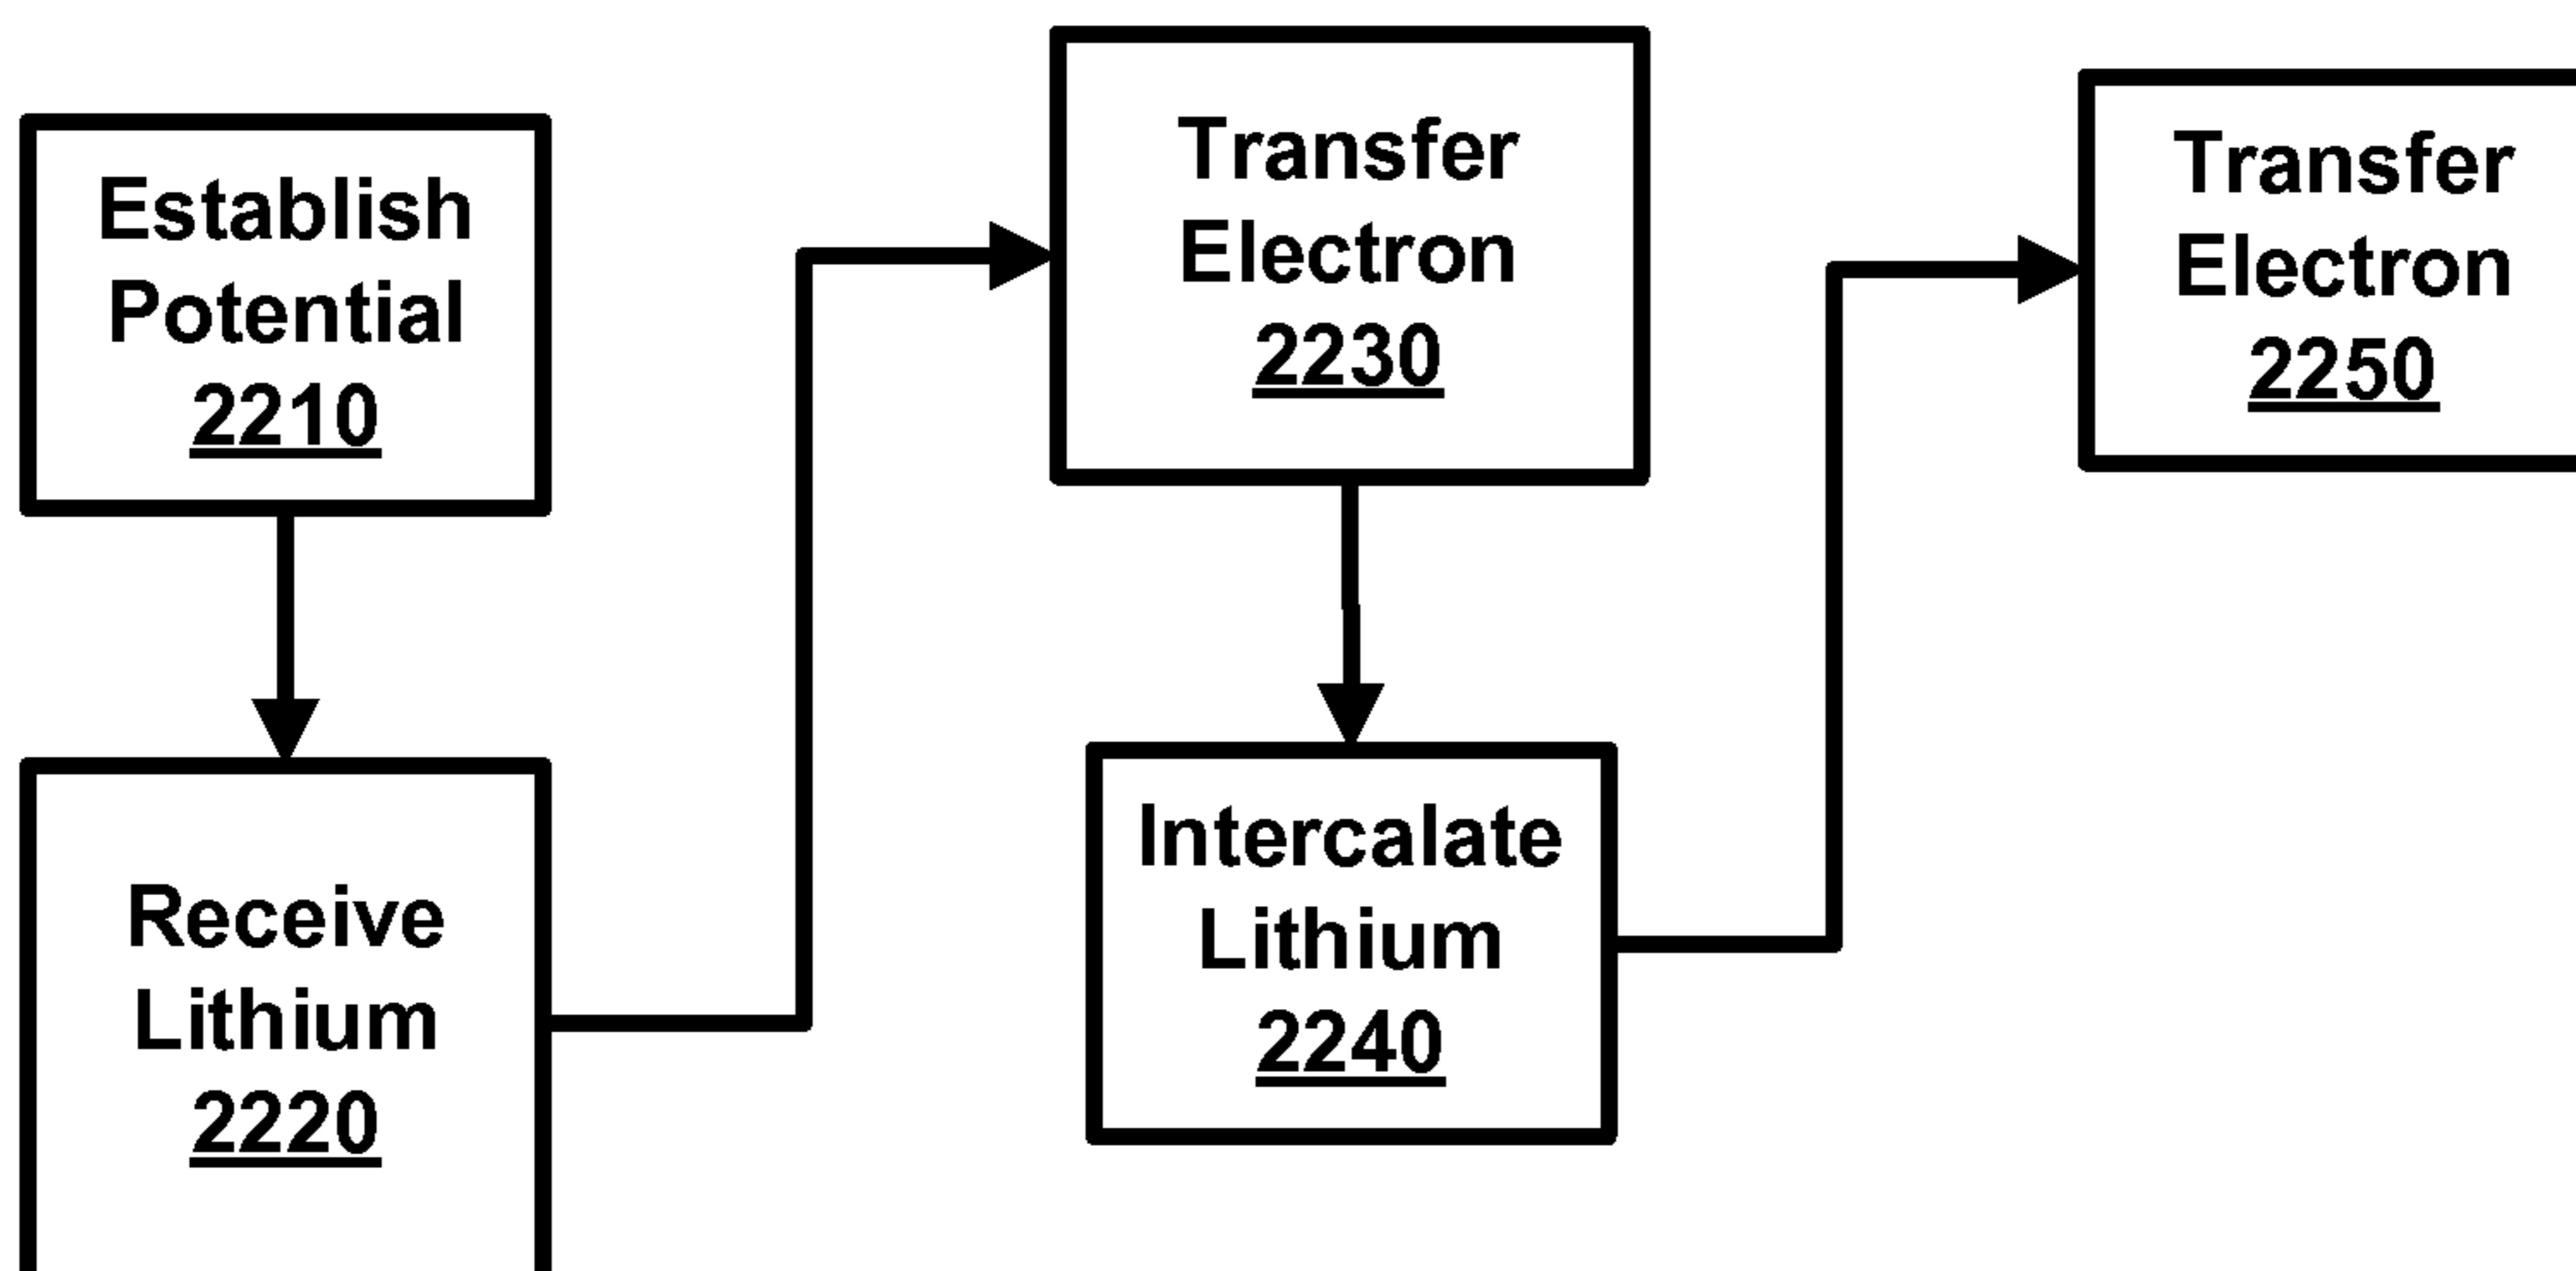 Establish
Potential
2210
Receive
Lithium
2220
Transfer
Electron
2230
Intercalate
Lithium
2240
Transfer
Electron
2250